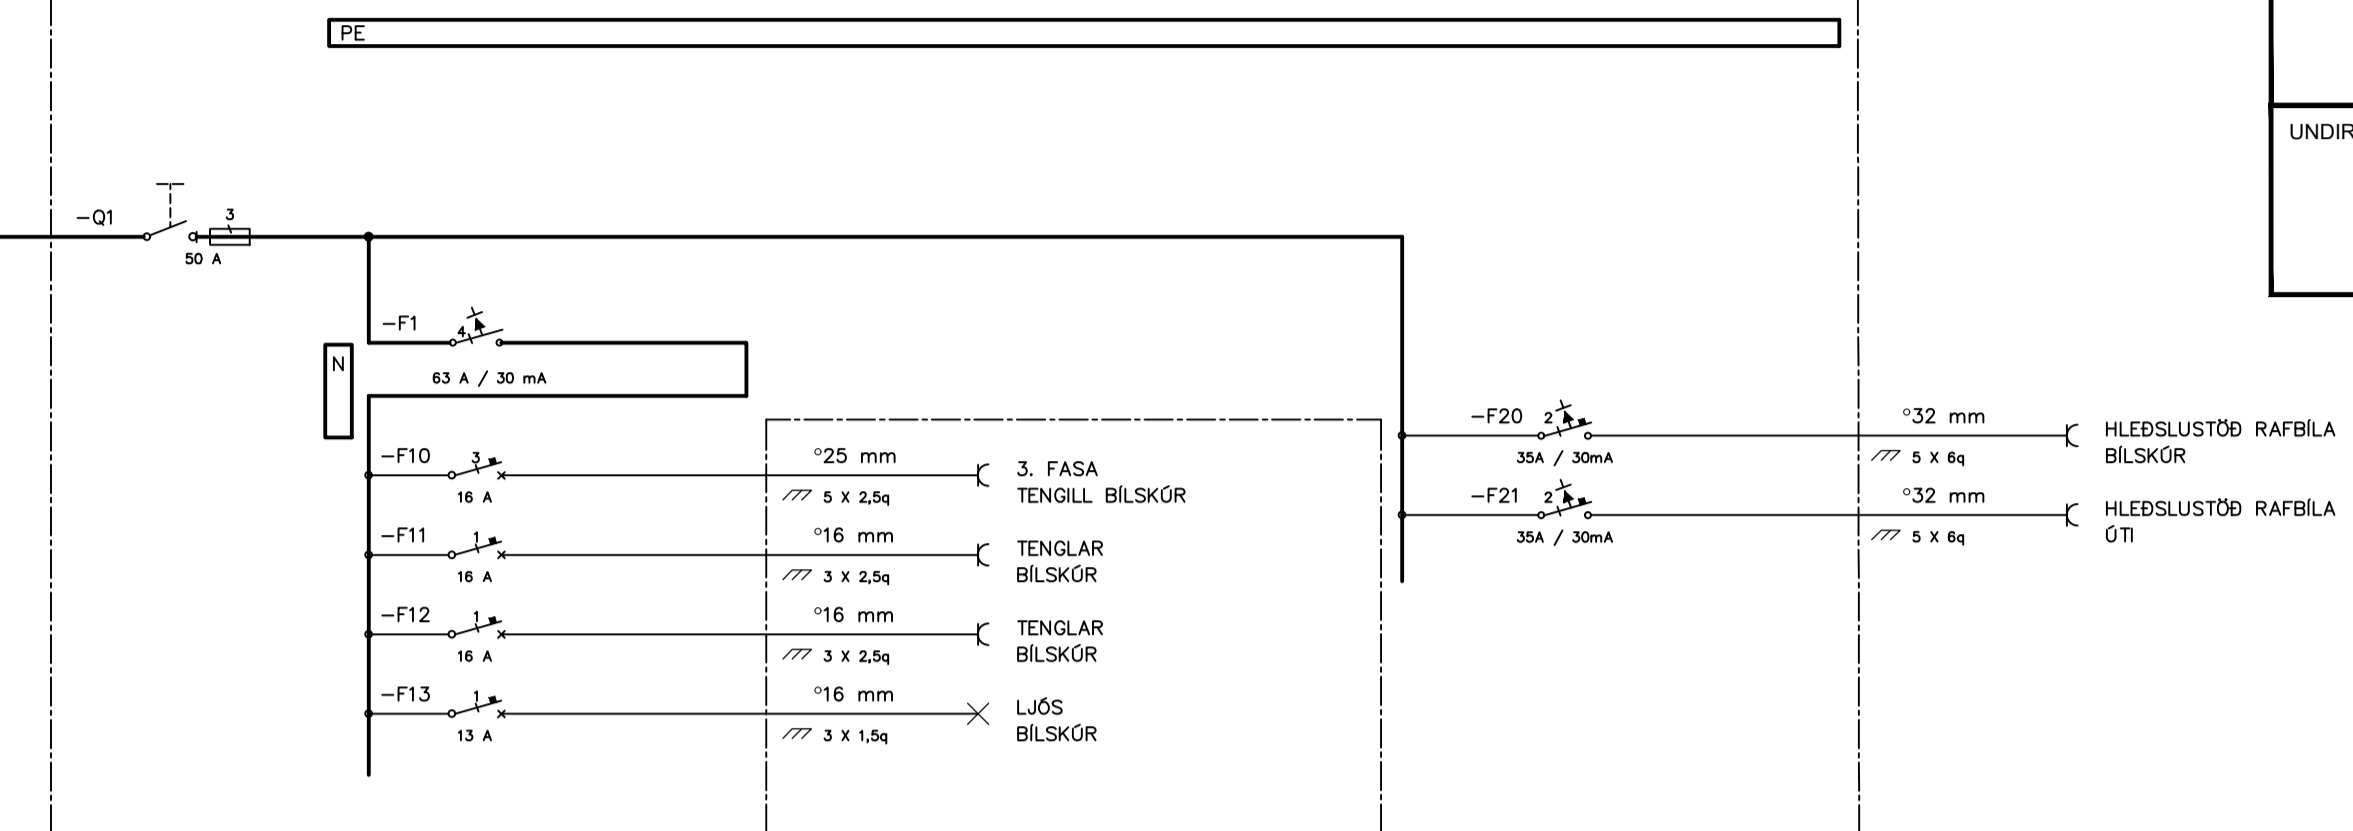 PE
UNDIR
-Q1
3
50 A
-F1
4
63 A / 30 mA
N
-F10
3
16 A
°25 mm
5 X 2,5q
3. FASA
TENGILL BÍLSKÚR
-F11
1
16 A
°16 mm
3 X 2,5q
TENGLAR
BÍLSKÚR
-F12
1
16 A
°16 mm
3 X 2,5q
TENGLAR
BÍLSKÚR
-F13
1
13 A
°16 mm
3 X 1,5q
LJÓS
BÍLSKÚR
-F20
2
35A / 30mA
°32 mm
5 X 6q
HLEÐSLUSTÖÐ RAFBÍLA
BÍLSKÚR
-F21
2
35A / 30mA
°32 mm
5 X 6q
HLEÐSLUSTÖÐ RAFBÍLA
ÚTI